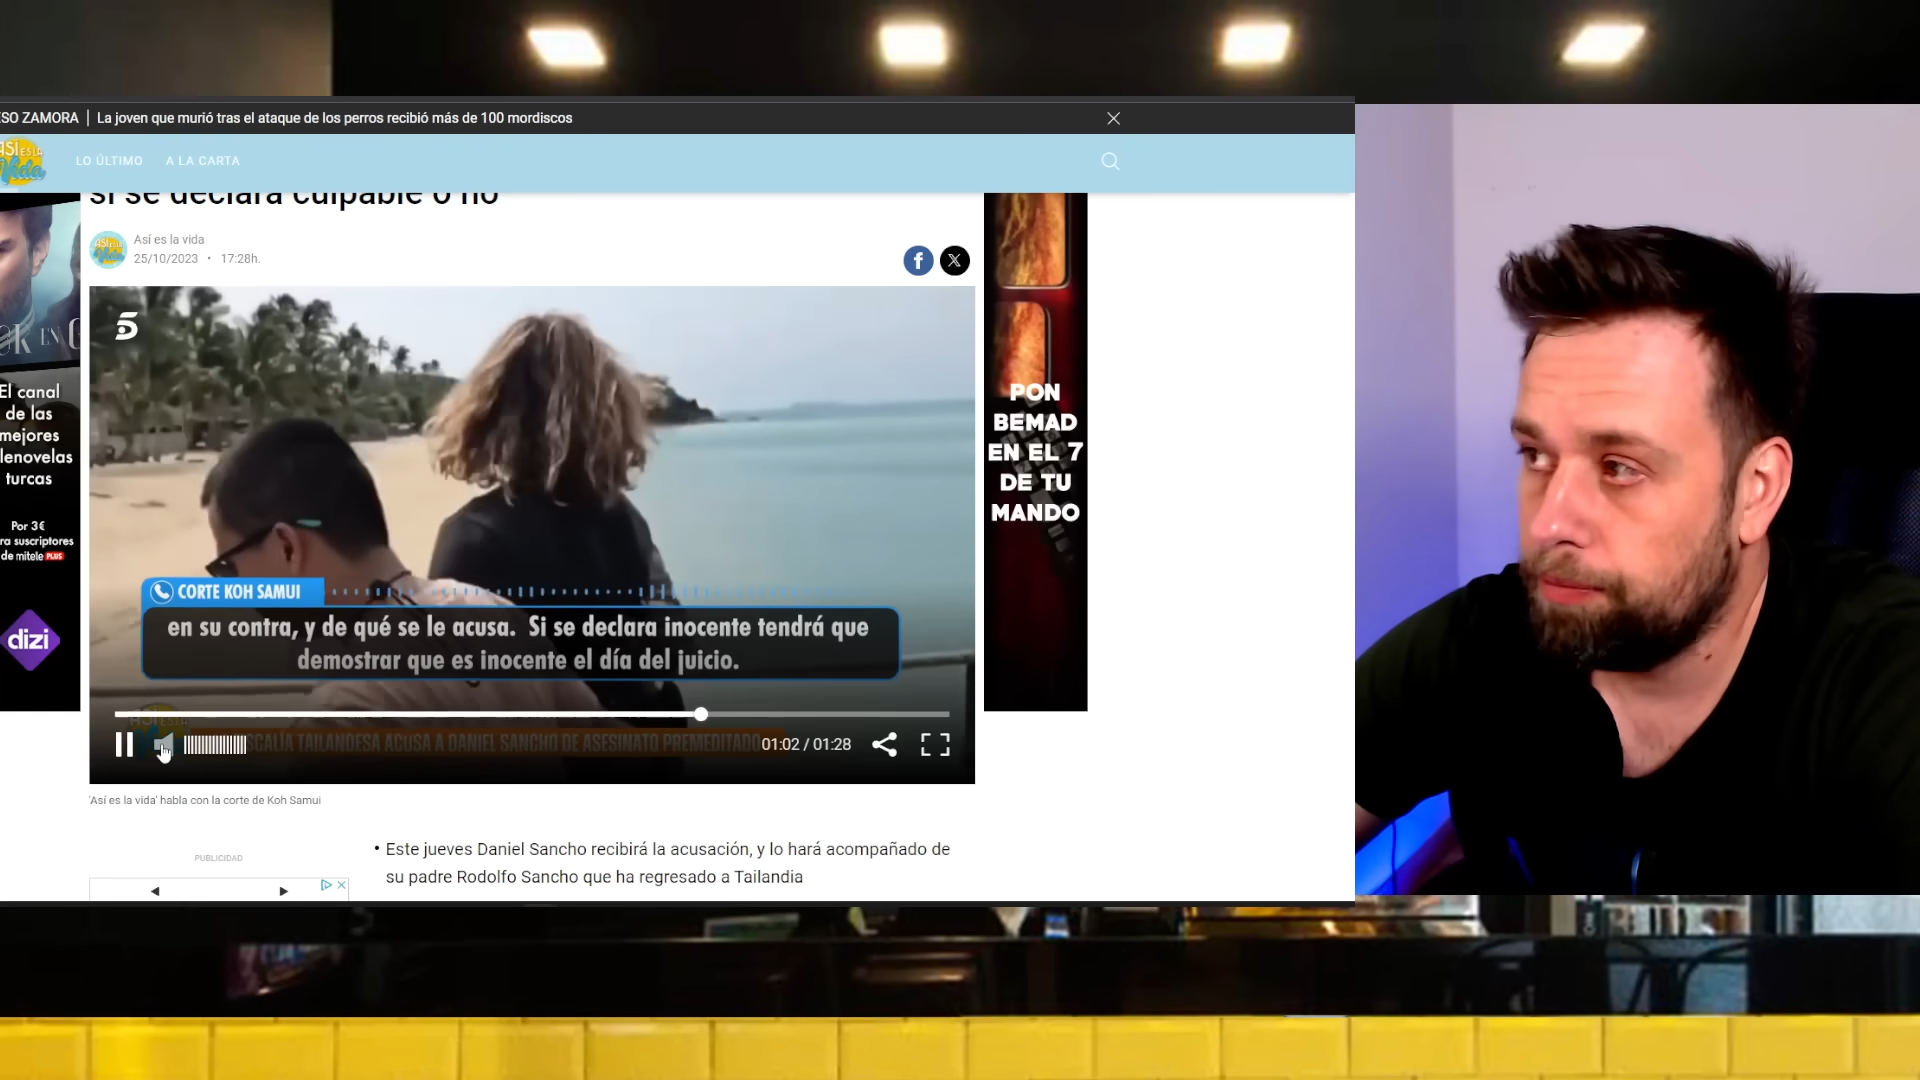 ESO ZAMORA | La joven que murió tras el ataque de los perros recibió más de 100 mordiscos
ASÍ ES LA
Vida
LO ÚLTIMO
A LA CARTA
si se declara culpable o no
Así es la vida
25/10/2023 • 17:28h.
5
CORTE KOH SAMUI
en su contra, y de qué se le acusa. Si se declara inocente tendrá que
demostrar que es inocente el día del juicio.
SCALÍA TAILANDESA ACUSA A DANIEL SANCHO DE ASESINATO PREMEDITADO
01:02 / 01:28
'Así es la vida' habla con la corte de Koh Samui
PUBLICIDAD
• Este jueves Daniel Sancho recibirá la acusación, y lo hará acompañado de
su padre Rodolfo Sancho que ha regresado a Tailandia
El canal
de las
mejores
lenovelas
turcas
Por 3€
ra suscriptores
de mitele PLUS
dizi
PON
BEMAD
EN EL 7
DE TU
MANDO